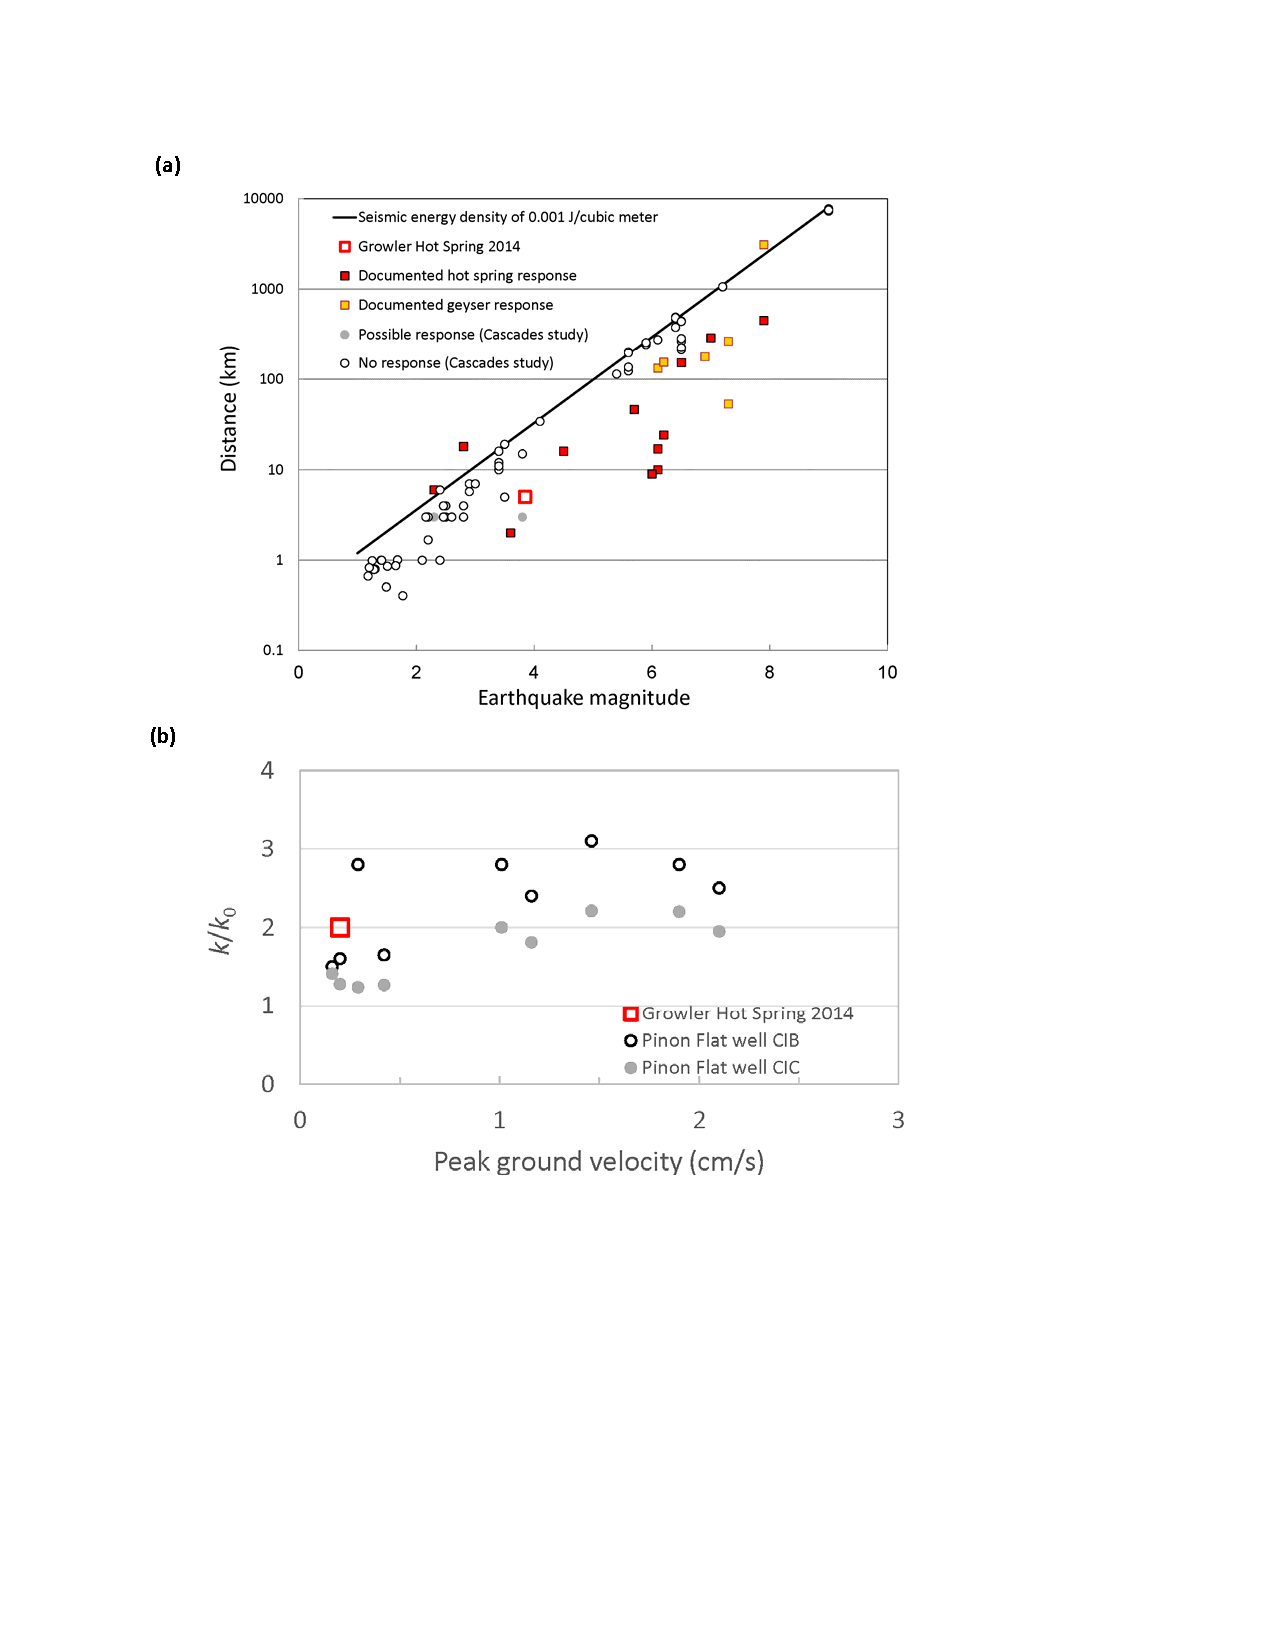 (a)
10000
1000
100
10
1
0.1
Distance (km)
Seismic energy density of 0.001 J/cubic meter
Growler Hot Spring 2014
Documented hot spring response
Documented geyser response
Possible response (Cascades study)
No response (Cascades study)
0 2 4 6 8 10
Earthquake magnitude
(b)
4
3
2
1
0
k/k0
Growler Hot Spring 2014
Pinon Flat well CIB
Pinon Flat well CIC
0 1 2 3
Peak ground velocity (cm/s)